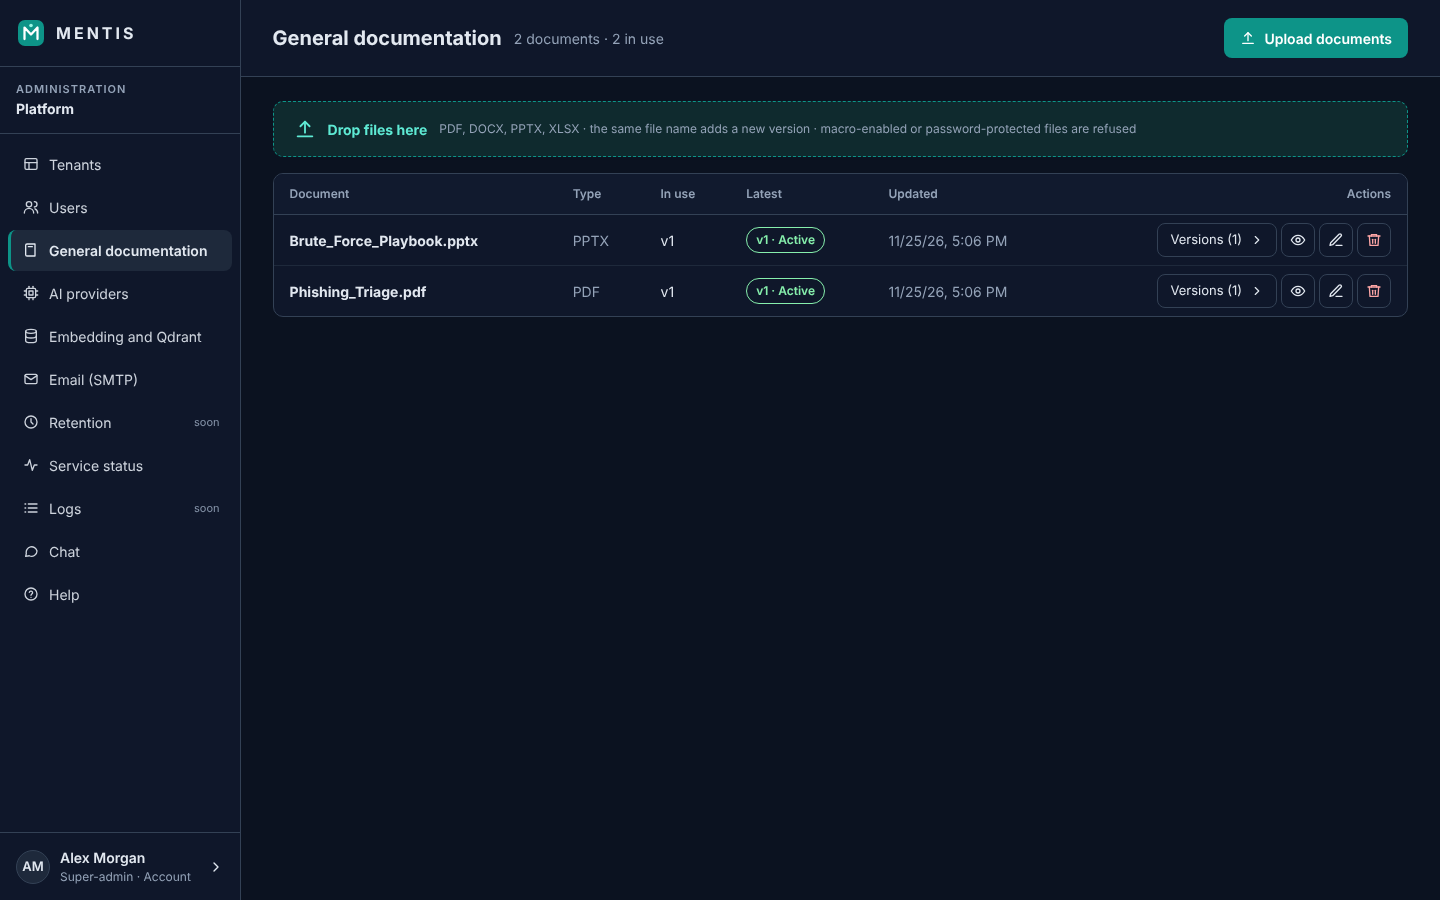 MENTIS
ADMINISTRATION
Platform
Tenants
Users
General documentation
AI providers
Embedding and Qdrant
Email (SMTP)
Retention soon
Service status
Logs soon
Chat
Help
AM
Alex Morgan
Super-admin · Account
General documentation 2 documents · 2 in use
Upload documents
Drop files here PDF, DOCX, PPTX, XLSX · the same file name adds a new version · macro-enabled or password-protected files are refused
Document Type In use Latest Updated Actions
Brute_Force_Playbook.pptx PPTX v1 v1 · Active 11/25/26, 5:06 PM Versions (1)
Phishing_Triage.pdf PDF v1 v1 · Active 11/25/26, 5:06 PM Versions (1)